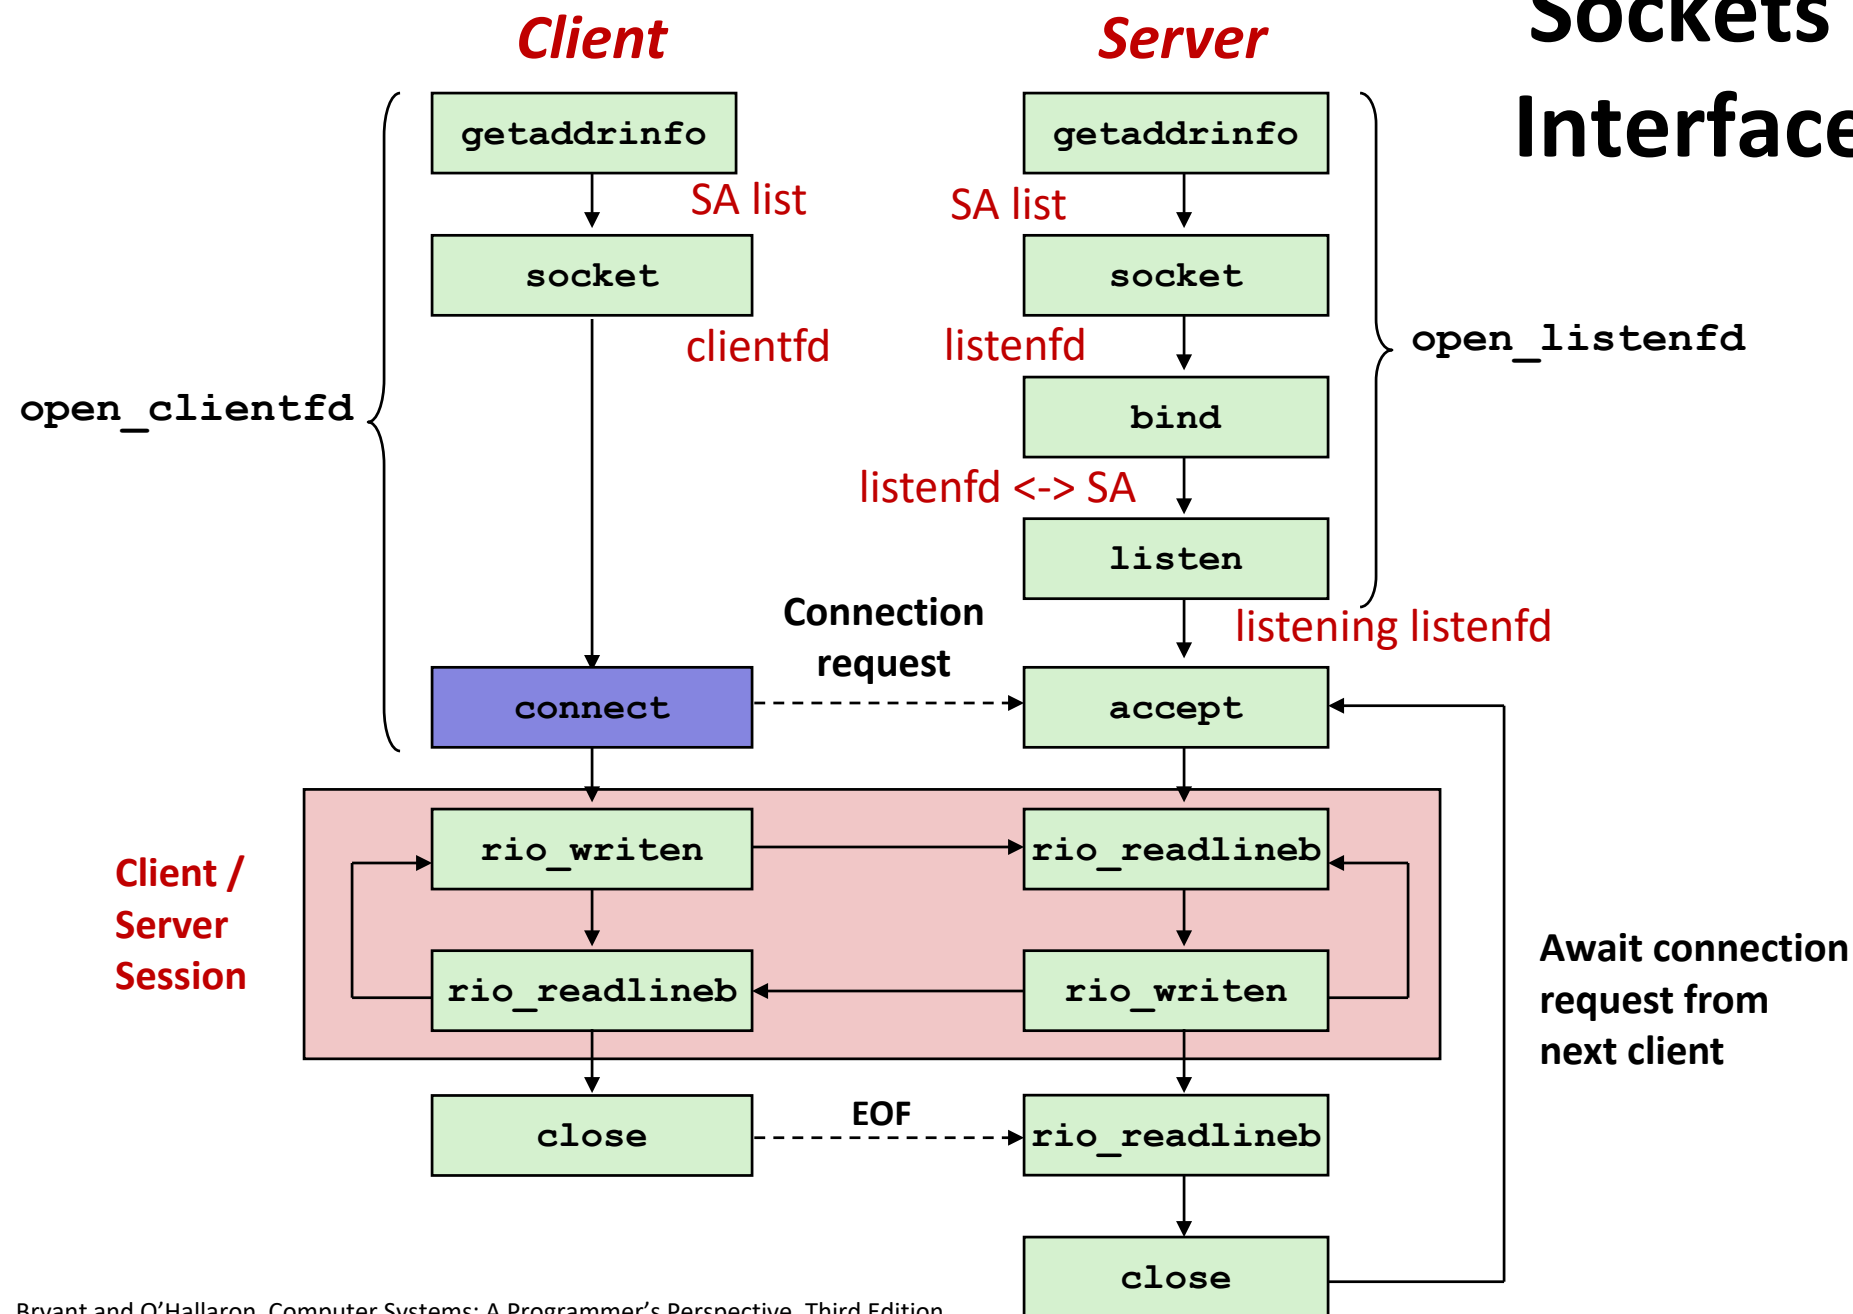 Sockets
Interface
Client
Server
getaddrinfo
getaddrinfo
SA list
SA list
socket
socket
clientfd
listenfd
open_listenfd
open_clientfd
bind
listenfd <-> SA
listen
Connection
request
listening listenfd
connect
accept
Client /
Server
Session
rio_writen
rio_readlineb
rio_readlineb
rio_writen
Await connection
request from
next client
close
EOF
rio_readlineb
close
Bryant and O'Hallaron, Computer Systems: A Programmer's Perspective, Third Edition